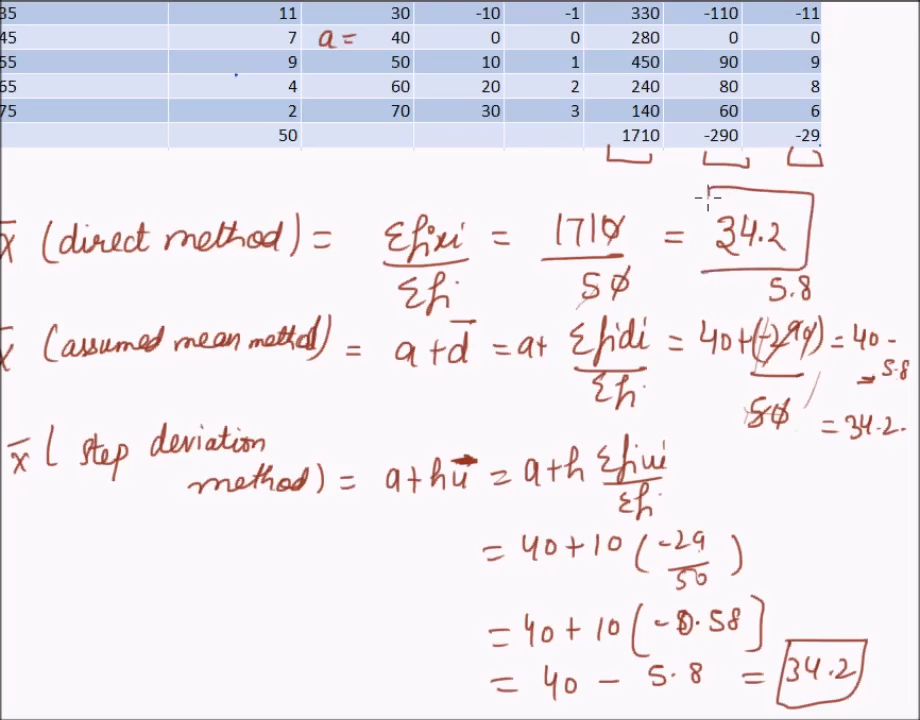 35 11 30 -10 -1 330 -110 -11
45 7 a = 40 0 0 280 0 0
55 9 50 10 1 450 90 9
65 4 60 20 2 240 80 8
75 2 70 30 3 140 60 6
50 1710 -290 -29
x̄ (direct method) = Σfixi / Σfi = 1710 / 50 = 34.2
x̄ (assumed mean method) = a + d̄ = a + Σfidi / Σfi = 40 + (-290) / 50 = 40 - 5.8
5.8
= 34.2.
x̄ ( step deviation
method) = a + hū = a + h Σfiui / Σfi
= 40 + 10 ( -29 / 50 )
= 40 + 10 ( -0.58 ]
= 40 - 5.8 = 34.2